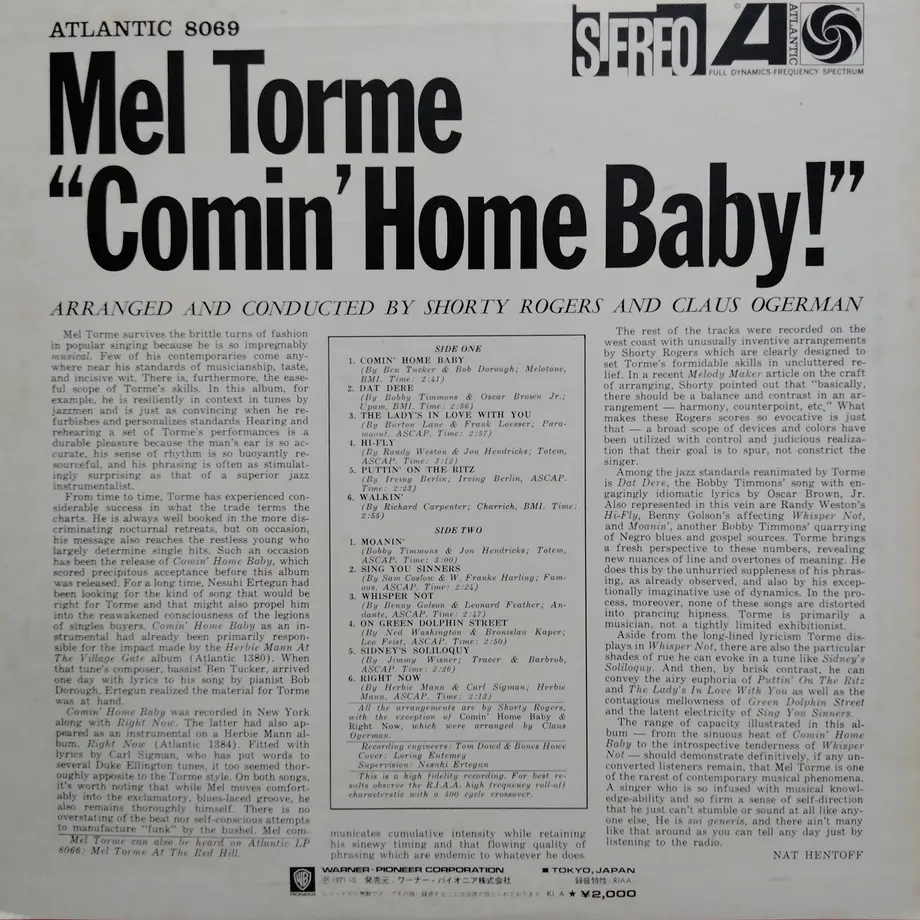 ATLANTIC 8069
STEREO
ATLANTIC
FULL DYNAMICS-FREQUENCY SPECTRUM
Mel Torme
“Comin’ Home Baby!”
ARRANGED AND CONDUCTED BY SHORTY ROGERS AND CLAUS OGERMAN
Mel Torme survives the brittle turns of fashion
in popular singing because he is so impregnably
musical. Few of his contemporaries come any-
where near his standards of musicianship, taste,
and incisive wit. There is, furthermore, the ease-
ful scope of Torme's skills. In this album, for
example, he is resiliently in context in tunes by
jazzmen and is just as convincing when he re-
furbishes and personalizes standards. Hearing and
rehearing a set of Torme's performances is a
durable pleasure because the man's ear is so ac-
curate, his sense of rhythm is so buoyantly re-
sourceful, and his phrasing is often as stimulat-
ingly surprising as that of a superior jazz
instrumentalist.
From time to time, Torme has experienced con-
siderable success in what the trade terms the
charts. He is always well booked in the more dis-
criminating nocturnal retreats, but on occasion,
his message also reaches the restless young who
largely determine single hits. Such an occasion
has been the release of Comin' Home Baby, which
scored precipitous acceptance before this album
was released. For a long time, Nesuhi Ertegun had
been looking for the kind of song that would be
right for Torme and that might also propel him
into the reawakened consciousness of the legions
of singles buyers. Comin' Home Baby as an in-
strumental had already been primarily respon-
sible for the impact made by the Herbie Mann At
The Village Gate album (Atlantic 1380). When
that tune's composer, bassist Ben Tucker, arrived
one day with lyrics to his song by pianist Bob
Dorough, Ertegun realized the material for Torme
was at hand.
Comin' Home Baby was recorded in New York
along with Right Now. The latter had also ap-
peared as an instrumental on a Herbie Mann al-
bum, Right Now (Atlantic 1384). Fitted with
lyrics by Carl Sigman, who has put words to
several Duke Ellington tunes, it too seemed thor-
oughly apposite to the Torme style. On both songs,
it's worth noting that while Mel moves comfort-
ably into the exclamatory, blues-laced groove, he
also remains thoroughly himself. There is no
overstating of the beat nor self-conscious attempts
to manufacture "funk" by the bushel. Mel com-
Mel Torme can also be heard on Atlantic LP
8066: Mel Torme At The Red Hill.
SIDE ONE
1. COMIN' HOME BABY
(By Ben Tucker & Bob Dorough; Melotone,
BMI. Time: 2:41)
2. DAT DERE
(By Bobby Timmons & Oscar Brown Jr.;
Upam, BMI. Time: 2:56)
3. THE LADY'S IN LOVE WITH YOU
(By Burton Lane & Frank Loesser; Para-
mount, ASCAP. Time: 2:57)
4. HI-FLY
(By Randy Weston & Jon Hendricks; Totem,
ASCAP. Time: 3:12)
5. PUTTIN' ON THE RITZ
(By Irving Berlin; Irving Berlin, ASCAP.
Time: 2:23)
6. WALKIN'
(By Richard Carpenter; Charrich, BMI. Time:
2:55)
SIDE TWO
1. MOANIN'
(Bobby Timmons & Jon Hendricks; Totem,
ASCAP. Time: 3:00)
2. SING YOU SINNERS
(By Sam Coslow & W. Franke Harling; Fam-
ous, ASCAP. Time: 2:24)
3. WHISPER NOT
(By Benny Golson & Leonard Feather; An-
dante, ASCAP. Time: 2:47)
4. ON GREEN DOLPHIN STREET
(By Ned Washington & Bronislau Kaper;
Leo Feist, ASCAP. Time: 2:50)
5. SIDNEY'S SOLILOQUY
(By Jimmy Wisner; Tracer & Barbrob,
ASCAP. Time: 2:26)
6. RIGHT NOW
(By Herbie Mann & Carl Sigman; Herbie
Mann, ASCAP. Time: 2:13)
All the arrangements are by Shorty Rogers,
with the exception of Comin' Home Baby &
Right Now, which were arranged by Claus
Ogerman.
Recording engineers: Tom Dowd & Bones Howe
Cover: Loring Eutemey
Supervision: Nesuhi Ertegun
This is a high fidelity recording. For best re-
sults observe the R.I.A.A. high frequency roll-off
characteristic with a 500 cycle crossover.
municates cumulative intensity while retaining
his sinewy timing and that flowing quality of
phrasing which are endemic to whatever he does.
The rest of the tracks were recorded on the
west coast with unusually inventive arrangements
by Shorty Rogers which are clearly designed to
set Torme's formidable skills in uncluttered re-
lief. In a recent Melody Maker article on the craft
of arranging, Shorty pointed out that "basically,
there should be a balance and contrast in an ar-
rangement — harmony, counterpoint, etc." What
makes these Rogers scores so evocative is just
that — a broad scope of devices and colors have
been utilized with control and judicious realiza-
tion that their goal is to spur, not constrict the
singer.
Among the jazz standards reanimated by Torme
is Dat Dere, the Bobby Timmons' song with en-
gagingly idiomatic lyrics by Oscar Brown, Jr.
Also represented in this vein are Randy Weston's
Hi-Fly, Benny Golson's affecting Whisper Not,
and Moanin', another Bobby Timmons' quarrying
of Negro blues and gospel sources. Torme brings
a fresh perspective to these numbers, revealing
new nuances of line and overtones of meaning. He
does this by the unhurried suppleness of his phras-
ing, as already observed, and also by his excep-
tionally imaginative use of dynamics. In the pro-
cess, moreover, none of these songs are distorted
into prancing hipness. Torme is primarily a
musician, not a tightly limited exhibitionist.
Aside from the long-lined lyricism Torme dis-
plays in Whisper Not, there are also the particular
shades of rue he can evoke in a tune like Sidney's
Soliloquy. And then, by brisk contrast, he can
convey the airy euphoria of Puttin' On The Ritz
and The Lady's In Love With You as well as the
contagious mellowness of Green Dolphin Street
and the latent electricity of Sing You Sinners.
The range of capacity illustrated in this al-
bum — from the sinuous heat of Comin' Home
Baby to the introspective tenderness of Whisper
Not — should demonstrate definitively, if any un-
converted listeners remain, that Mel Torme is one
of the rarest of contemporary musical phenomena.
A singer who is so infused with musical knowl-
edge-ability and so firm a sense of self-direction
that he just can't stumble or sound at all like any-
one else. He is sui generis, and there ain't many
like that around as you can tell any day just by
listening to the radio.
NAT HENTOFF
PIONEER
WARNER-PIONEER CORPORATION ■ TOKYO, JAPAN
Ⓟ 1971·10 発売元 ワーナー・パイオニア株式会社 録音特性:RIAA
K1 A ★ ¥2,000